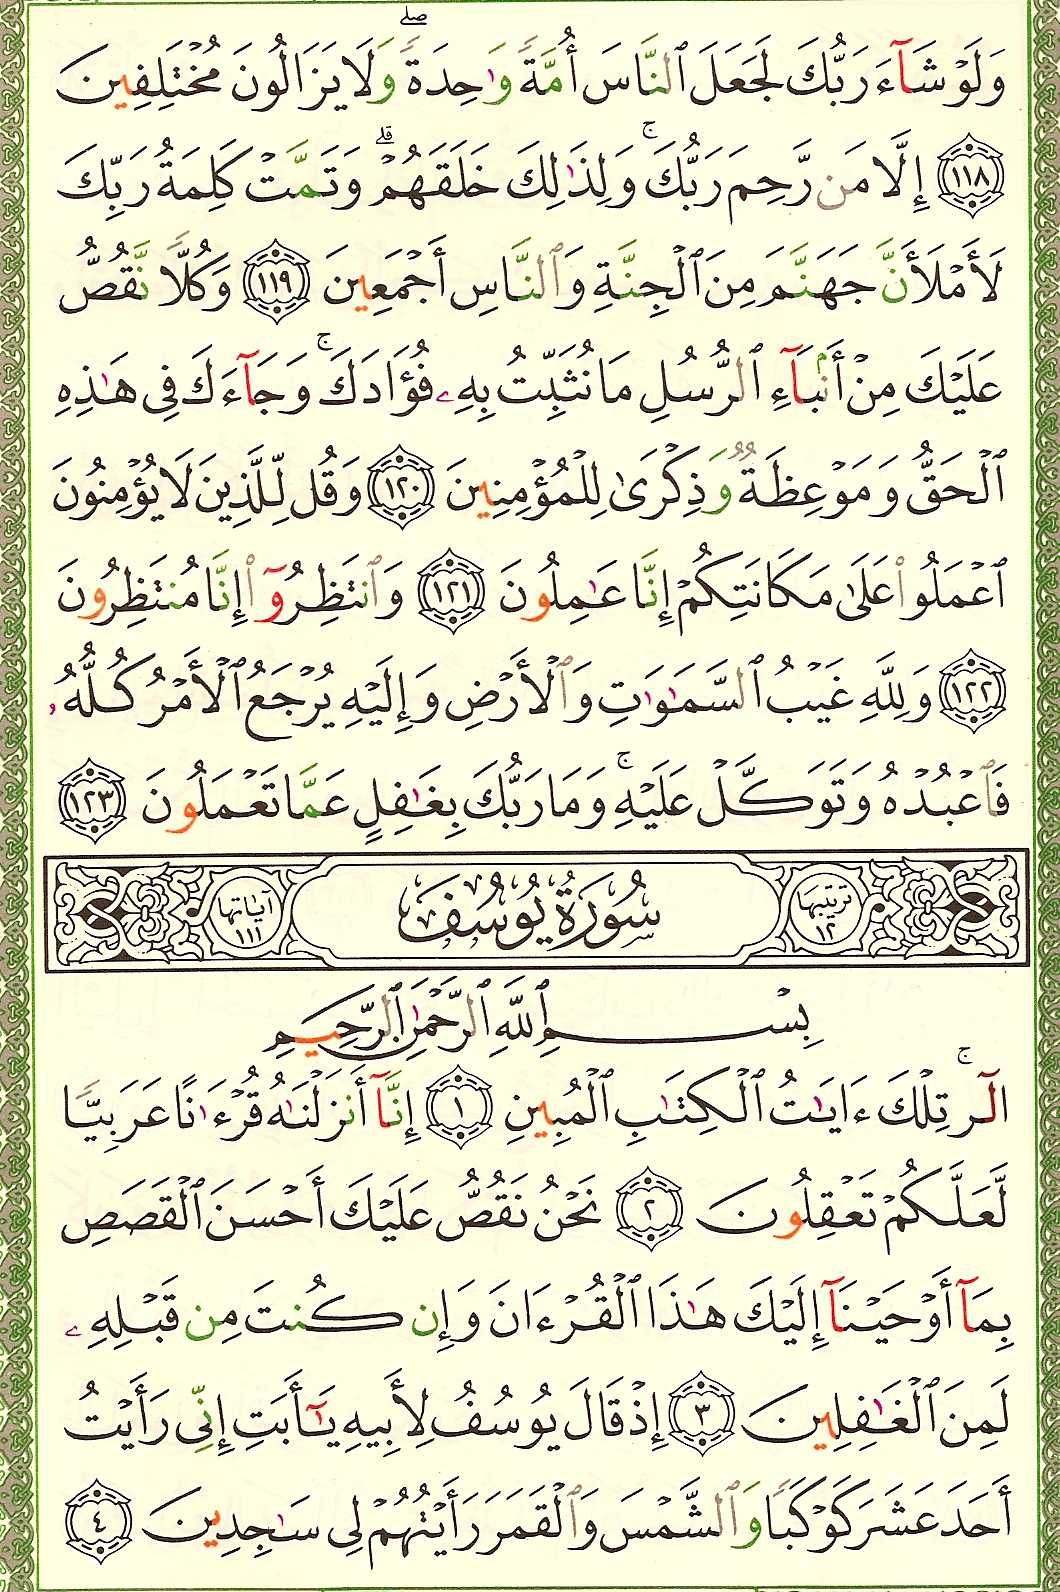 وَلَوْ شَآءَ رَبُّكَ لَجَعَلَ ٱلنَّاسَ أُمَّةً وَٰحِدَةً ۖ وَلَا يَزَالُونَ مُخْتَلِفِينَ
١١٨ إِلَّا مَن رَّحِمَ رَبُّكَ ۚ وَلِذَٰلِكَ خَلَقَهُمْ ۗ وَتَمَّتْ كَلِمَةُ رَبِّكَ
لَأَمْلَأَنَّ جَهَنَّمَ مِنَ ٱلْجِنَّةِ وَٱلنَّاسِ أَجْمَعِينَ ١١٩ وَكُلًّا نَّقُصُّ
عَلَيْكَ مِنْ أَنۢبَآءِ ٱلرُّسُلِ مَا نُثَبِّتُ بِهِۦ فُؤَادَكَ ۚ وَجَآءَكَ فِى هَٰذِهِ
ٱلْحَقُّ وَمَوْعِظَةٌ وَذِكْرَىٰ لِلْمُؤْمِنِينَ ١٢٠ وَقُل لِّلَّذِينَ لَا يُؤْمِنُونَ
ٱعْمَلُوا۟ عَلَىٰ مَكَانَتِكُمْ إِنَّا عَٰمِلُونَ ١٢١ وَٱنتَظِرُوٓا۟ إِنَّا مُنتَظِرُونَ
١٢٢ وَلِلَّهِ غَيْبُ ٱلسَّمَٰوَٰتِ وَٱلْأَرْضِ وَإِلَيْهِ يُرْجَعُ ٱلْأَمْرُ كُلُّهُۥ
فَٱعْبُدْهُ وَتَوَكَّلْ عَلَيْهِ ۚ وَمَا رَبُّكَ بِغَٰفِلٍ عَمَّا تَعْمَلُونَ ١٢٣
ترتيبها ١٢ سُورَةُ يُوسُفَ آياتها ١١١
بِسْمِ ٱللَّهِ ٱلرَّحْمَٰنِ ٱلرَّحِيمِ
الٓر ۚ تِلْكَ ءَايَٰتُ ٱلْكِتَٰبِ ٱلْمُبِينِ ١ إِنَّآ أَنزَلْنَٰهُ قُرْءَٰنًا عَرَبِيًّا
لَّعَلَّكُمْ تَعْقِلُونَ ٢ نَحْنُ نَقُصُّ عَلَيْكَ أَحْسَنَ ٱلْقَصَصِ
بِمَآ أَوْحَيْنَآ إِلَيْكَ هَٰذَا ٱلْقُرْءَانَ وَإِن كُنتَ مِن قَبْلِهِۦ
لَمِنَ ٱلْغَٰفِلِينَ ٣ إِذْ قَالَ يُوسُفُ لِأَبِيهِ يَٰٓأَبَتِ إِنِّى رَأَيْتُ
أَحَدَ عَشَرَ كَوْكَبًا وَٱلشَّمْسَ وَٱلْقَمَرَ رَأَيْتُهُمْ لِى سَٰجِدِينَ ٤